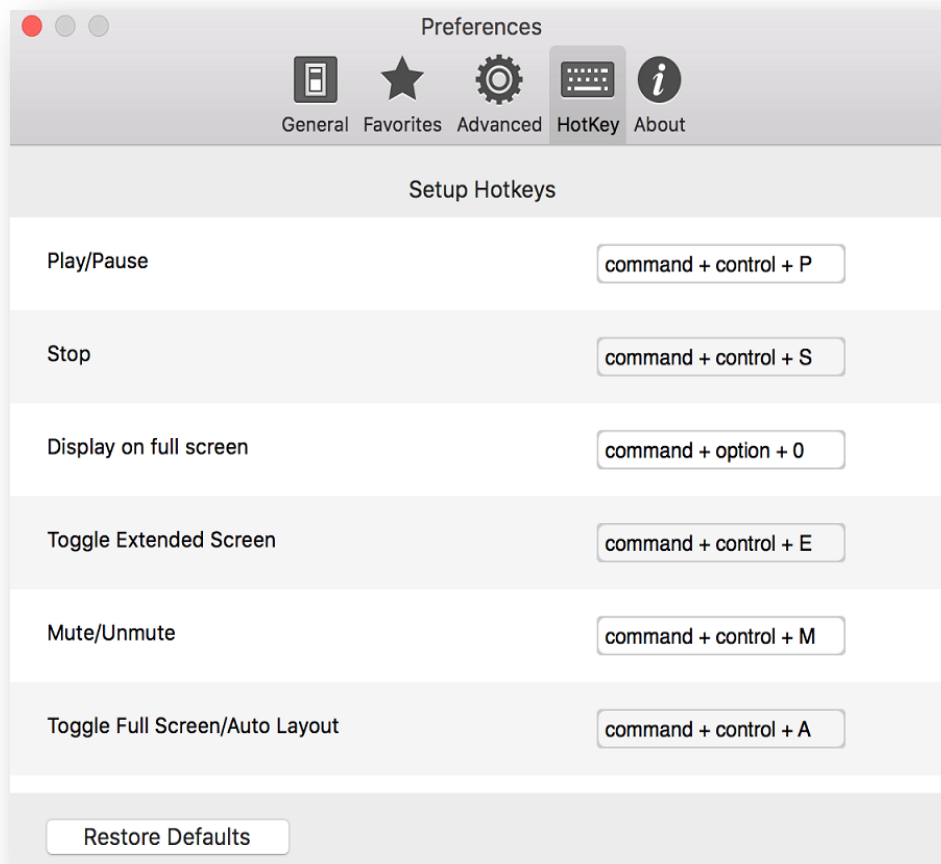 Preferences
General Favorites Advanced HotKey About
Setup Hotkeys
Play/Pause command + control + P
Stop command + control + S
Display on full screen command + option + 0
Toggle Extended Screen command + control + E
Mute/Unmute command + control + M
Toggle Full Screen/Auto Layout command + control + A
Restore Defaults